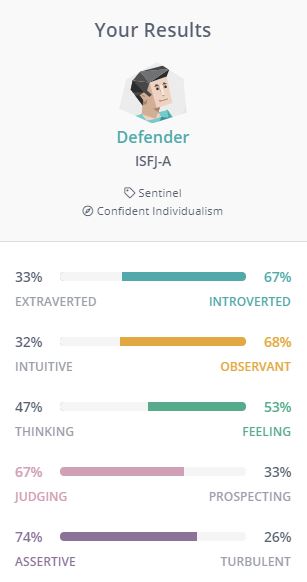 Your Results
Defender
ISFJ-A
Sentinel
Confident Individualism
33% 67%
EXTRAVERTED INTROVERTED
32% 68%
INTUITIVE OBSERVANT
47% 53%
THINKING FEELING
67% 33%
JUDGING PROSPECTING
74% 26%
ASSERTIVE TURBULENT